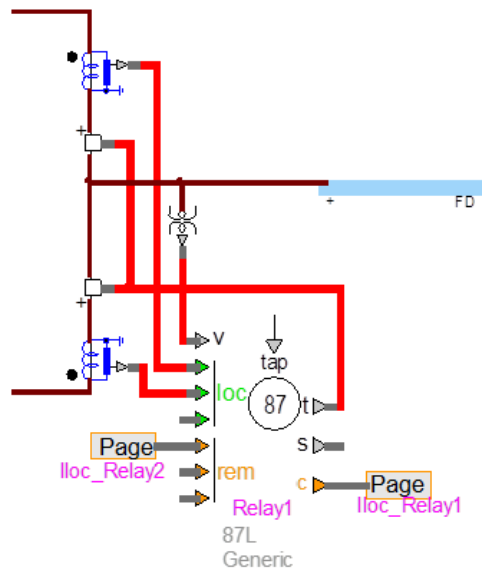 +
+
FD
+
V
tap
loc
87
t
Page
S
Iloc_Relay2
rem
c
Page
Relay1
Iloc_Relay1
87L
Generic